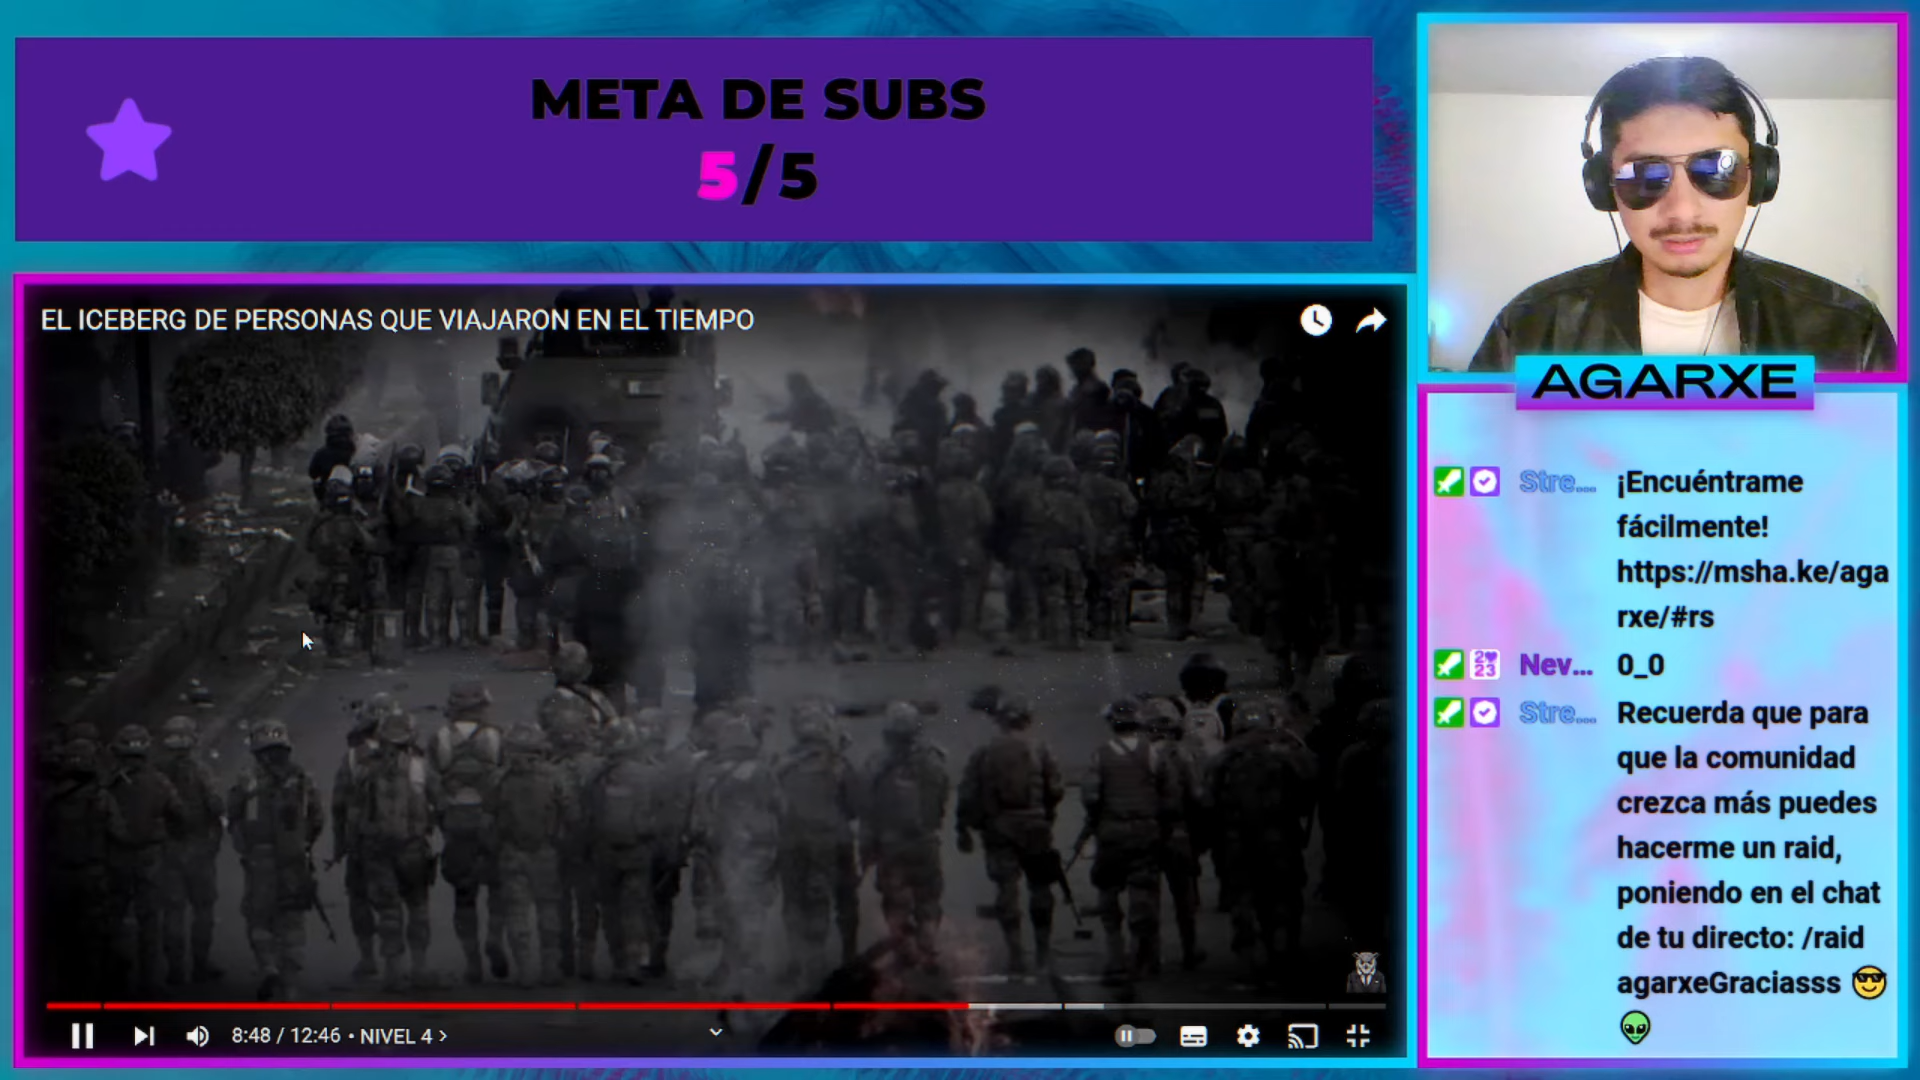 META DE SUBS
5/5
EL ICEBERG DE PERSONAS QUE VIAJARON EN EL TIEMPO
8:48 / 12:46 • NIVEL 4 >
AGARXE
Stre... ¡Encuéntrame
fácilmente!
https://msha.ke/aga
rxe/#rs
Nev... 0_0
Stre... Recuerda que para
que la comunidad
crezca más puedes
hacerme un raid,
poniendo en el chat
de tu directo: /raid
agarxeGraciasss 😎
👽